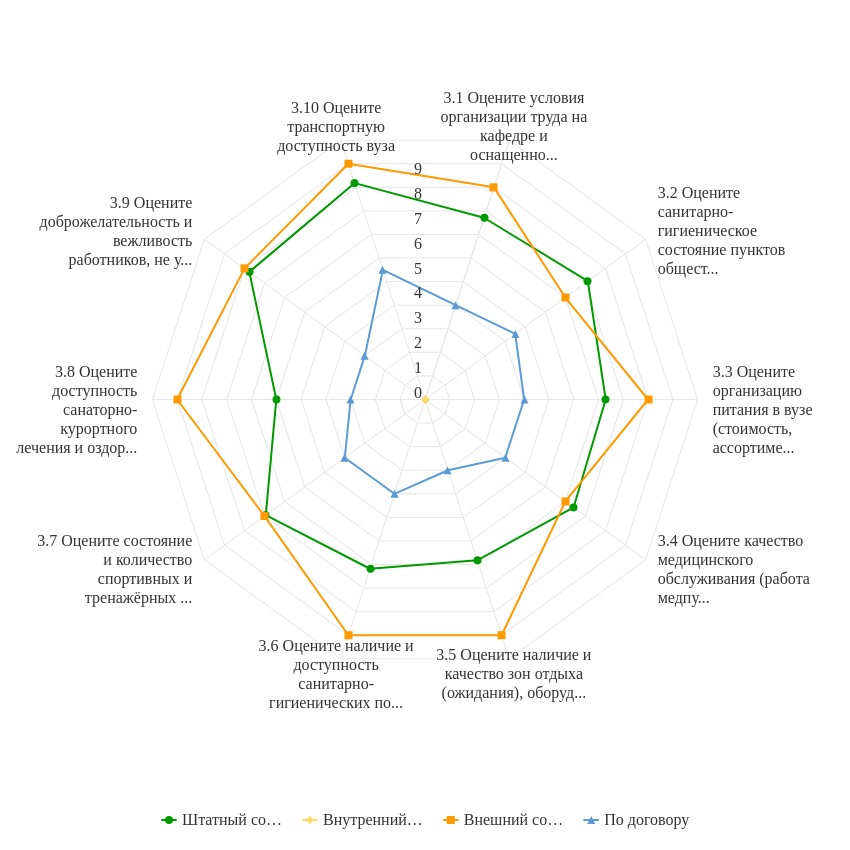 3.10 Оцените
транспортную
доступность вуза
3.1 Оцените условия
организации труда на
кафедре и
оснащенно...
3.2 Оцените
санитарно-
гигиеническое
состояние пунктов
общест...
3.3 Оцените
организацию
питания в вузе
(стоимость,
ассортиме...
3.4 Оцените качество
медицинского
обслуживания (работа
медпу...
3.5 Оцените наличие и
качество зон отдыха
(ожидания), оборуд...
3.6 Оцените наличие и
доступность
санитарно-
гигиенических по...
3.7 Оцените состояние
и количество
спортивных и
тренажёрных ...
3.8 Оцените
доступность
санаторно-
курортного
лечения и оздор...
3.9 Оцените
доброжелательность и
вежливость
работников, не у...
9
8
7
6
5
4
3
2
1
0
Штатный со…
Внутренний…
Внешний со…
По договору